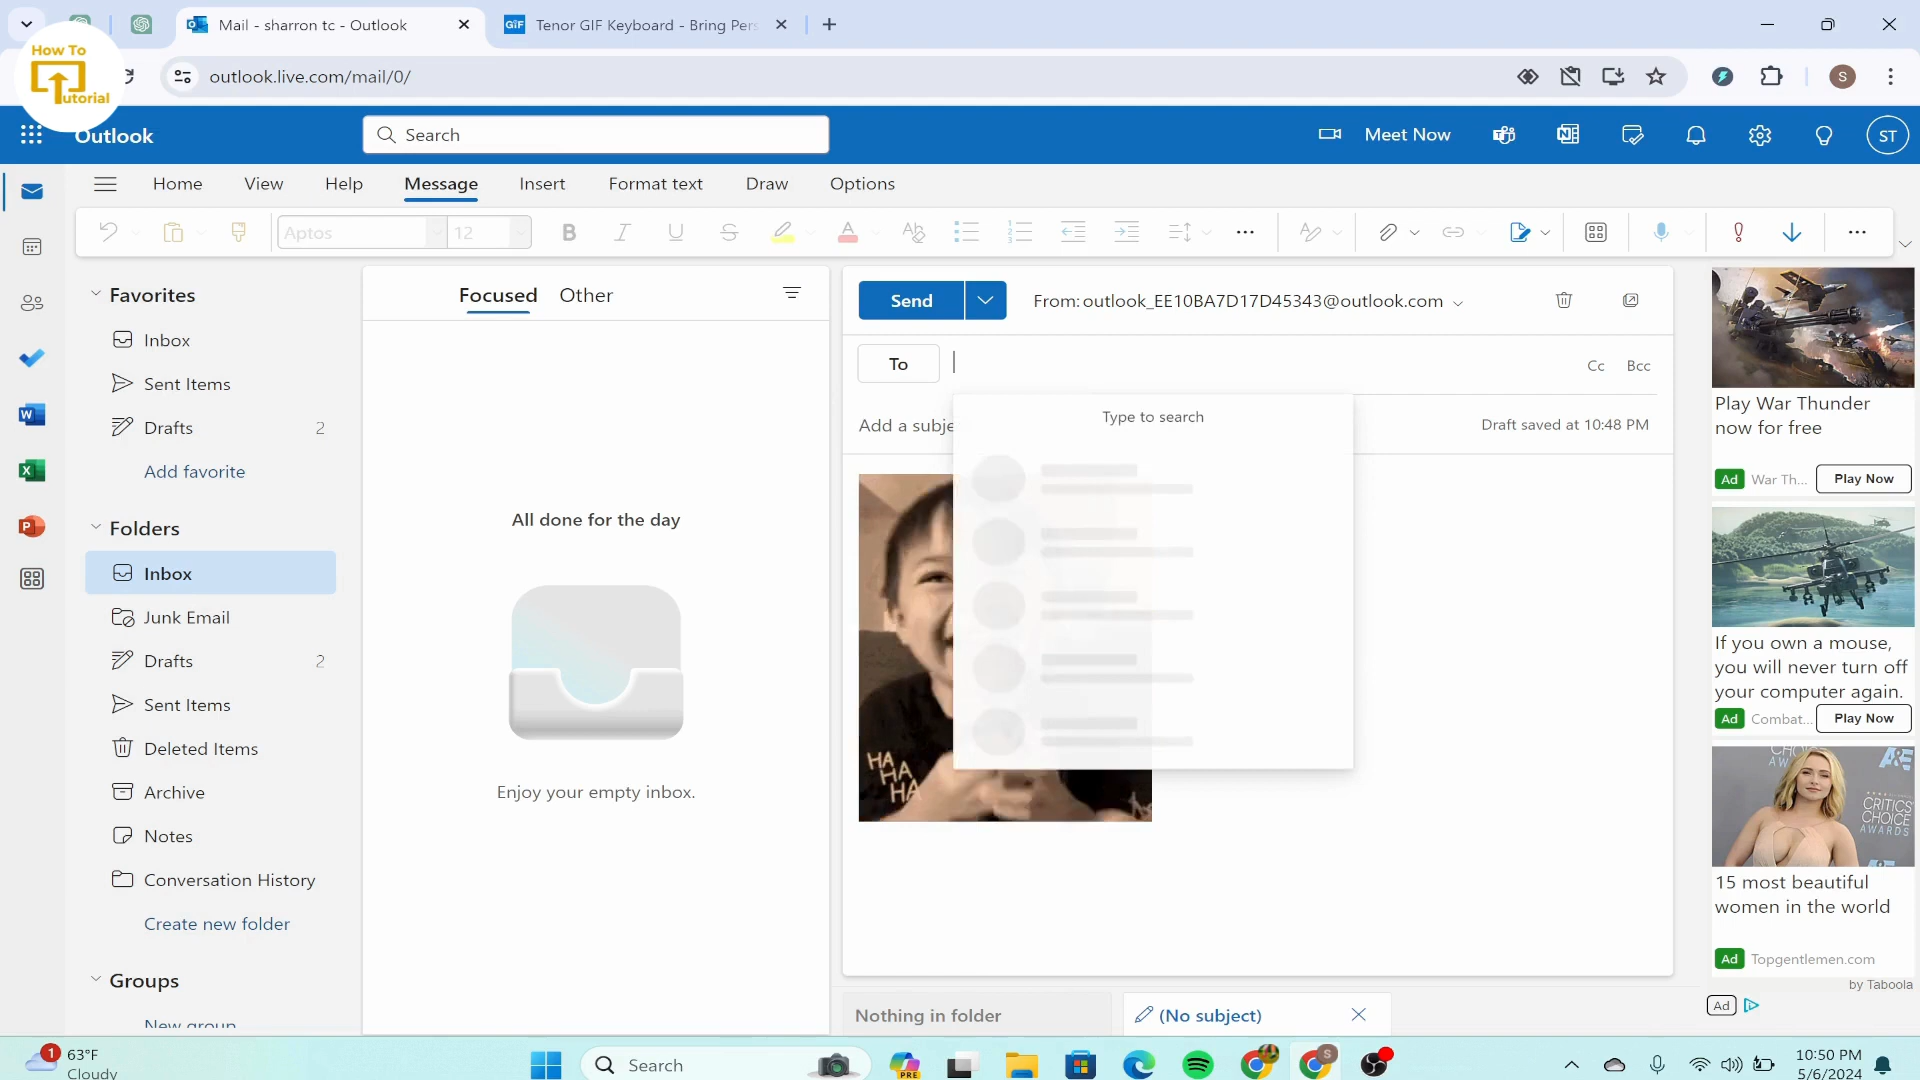 Mail - sharron tc - Outlook
GIF
Tenor GIF Keyboard - Bring Pers
How To
Tutorial
outlook.live.com/mail/0/
S
Outlook
Search
Meet Now
ST
Home
View
Help
Message
Insert
Format text
Draw
Options
Aptos
12
Favorites
Inbox
Sent Items
Drafts 2
Add favorite
Folders
Inbox
Junk Email
Drafts 2
Sent Items
Deleted Items
Archive
Notes
Conversation History
Create new folder
Groups
New group
Focused
Other
All done for the day
Enjoy your empty inbox.
Send
From: outlook_EE10BA7D17D45343@outlook.com
To
Cc
Bcc
Type to search
Add a subje
Draft saved at 10:48 PM
HA
HA
HA
Nothing in folder
(No subject)
Play War Thunder
now for free
Ad War Th...
Play Now
If you own a mouse,
you will never turn off
your computer again.
Ad Combat...
Play Now
CRITICS
CHOICE
AWARDS
15 most beautiful
women in the world
Ad Topgentlemen.com
by Taboola
Ad
1
63°F
Cloudy
Search
PRE
S
10:50 PM
5/6/2024